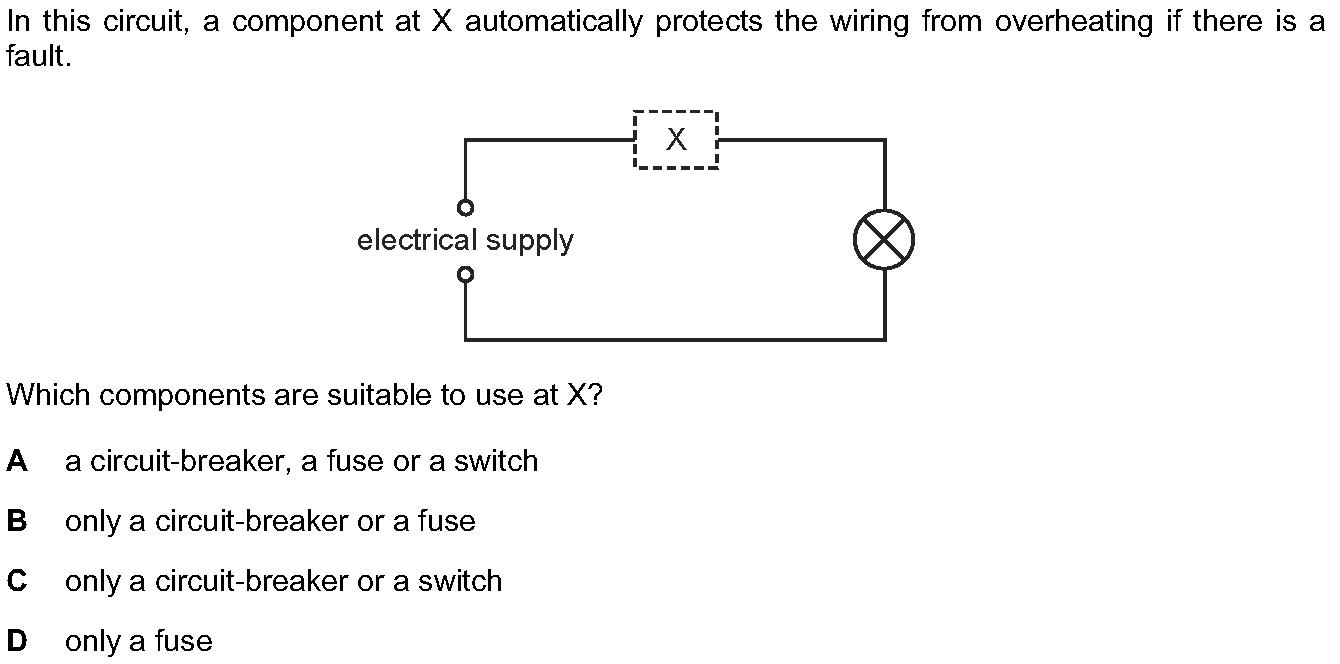 In this circuit, a component at X automatically protects the wiring from overheating if there is a
fault.
X
electrical supply
Which components are suitable to use at X?
A a circuit-breaker, a fuse or a switch
B only a circuit-breaker or a fuse
C only a circuit-breaker or a switch
D only a fuse